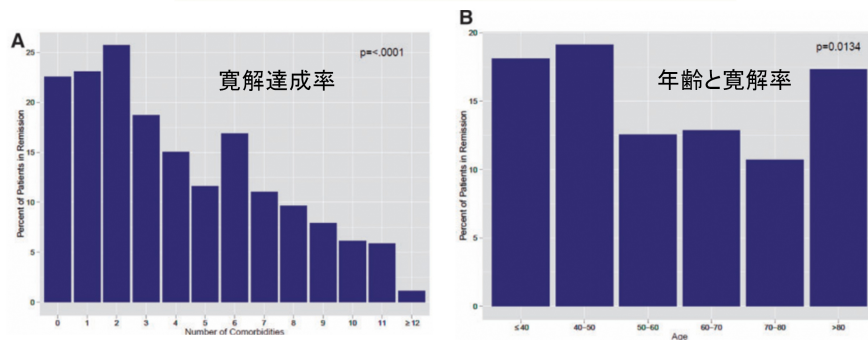 A
p=<.0001
寛解達成率
Percent of Patients in Remission
25
20
15
10
5
0
0 1 2 3 4 5 6 7 8 9 10 11 ≥12
Number of Comorbidities
B
p=0.0134
年齢と寛解率
Percent of Patients in Remission
20
15
10
5
0
≤40 40-50 50-60 60-70 70-80 >80
Age